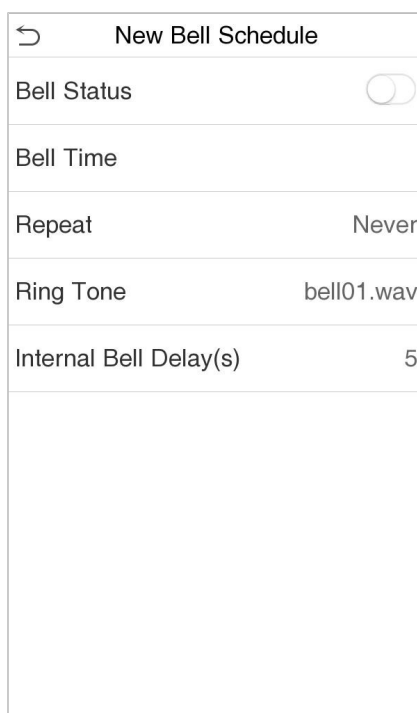 New Bell Schedule
Bell Status
Bell Time
Repeat Never
Ring Tone bell01.wav
Internal Bell Delay(s) 5